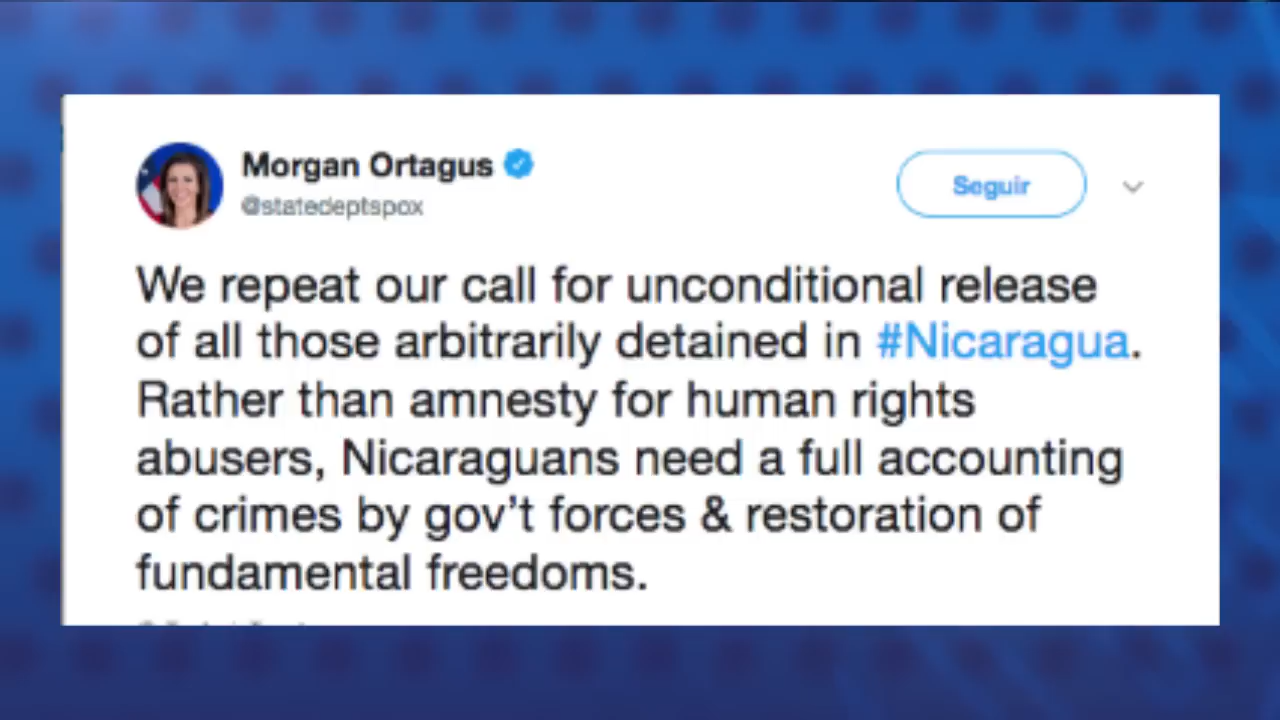 Morgan Ortagus
@statedeptspox
Seguir
We repeat our call for unconditional release
of all those arbitrarily detained in #Nicaragua.
Rather than amnesty for human rights
abusers, Nicaraguans need a full accounting
of crimes by gov’t forces & restoration of
fundamental freedoms.